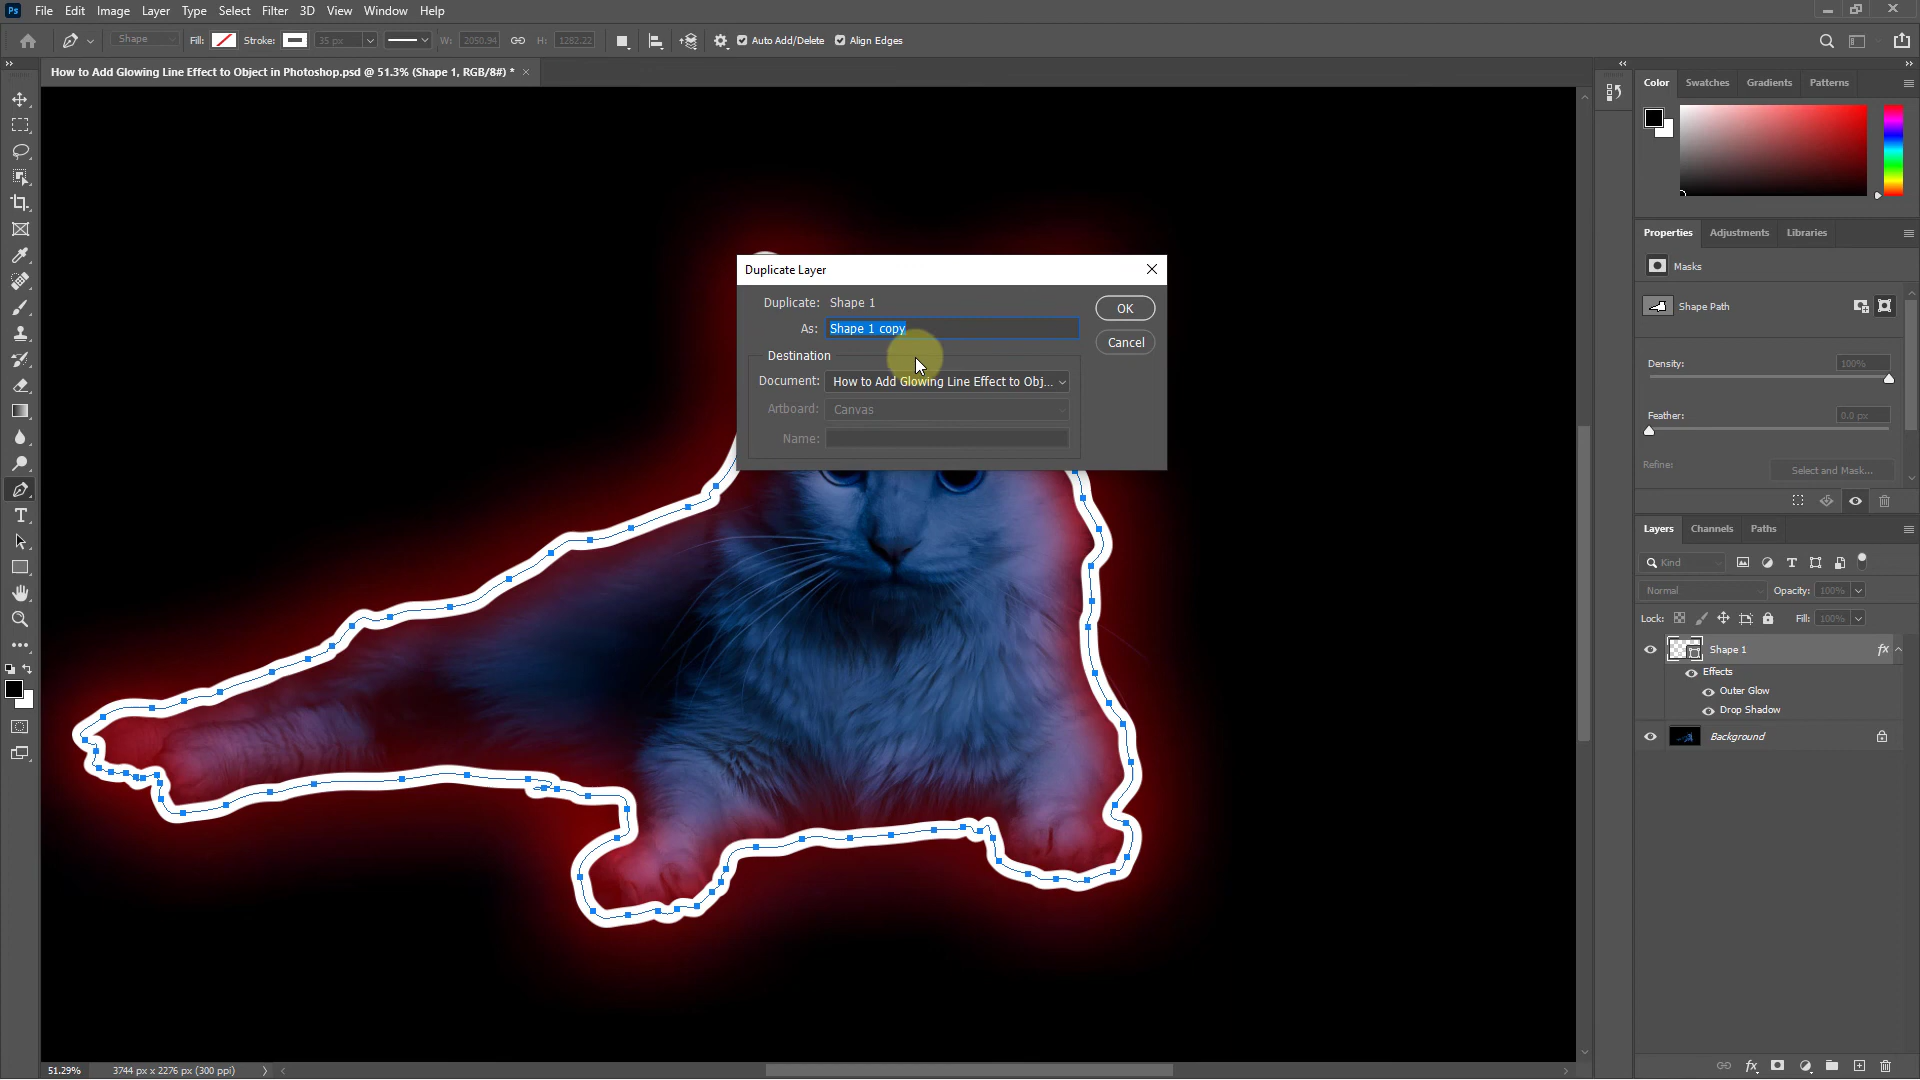 Ps File Edit Image Layer Type Select Filter 3D View Window Help
Shape Fill: Stroke: 35 px W: 2050.94 H: 1282.22 Auto Add/Delete Align Edges
How to Add Glowing Line Effect to Object in Photoshop.psd @ 51.3% (Shape 1, RGB/8#) *
Color Swatches Gradients Patterns
Properties Adjustments Libraries
Masks
Shape Path
Density: 100%
Feather: 0.0 px
Refine: Select and Mask...
Duplicate Layer
Duplicate: Shape 1
As: Shape 1 copy
Destination
Document: How to Add Glowing Line Effect to Obj...
Artboard: Canvas
Name:
OK
Cancel
Layers Channels Paths
Kind
Normal Opacity: 100%
Lock: Fill: 100%
Shape 1 fx
Effects
Outer Glow
Drop Shadow
Background
T
fx
51.29% 3744 px x 2276 px (300 ppi)